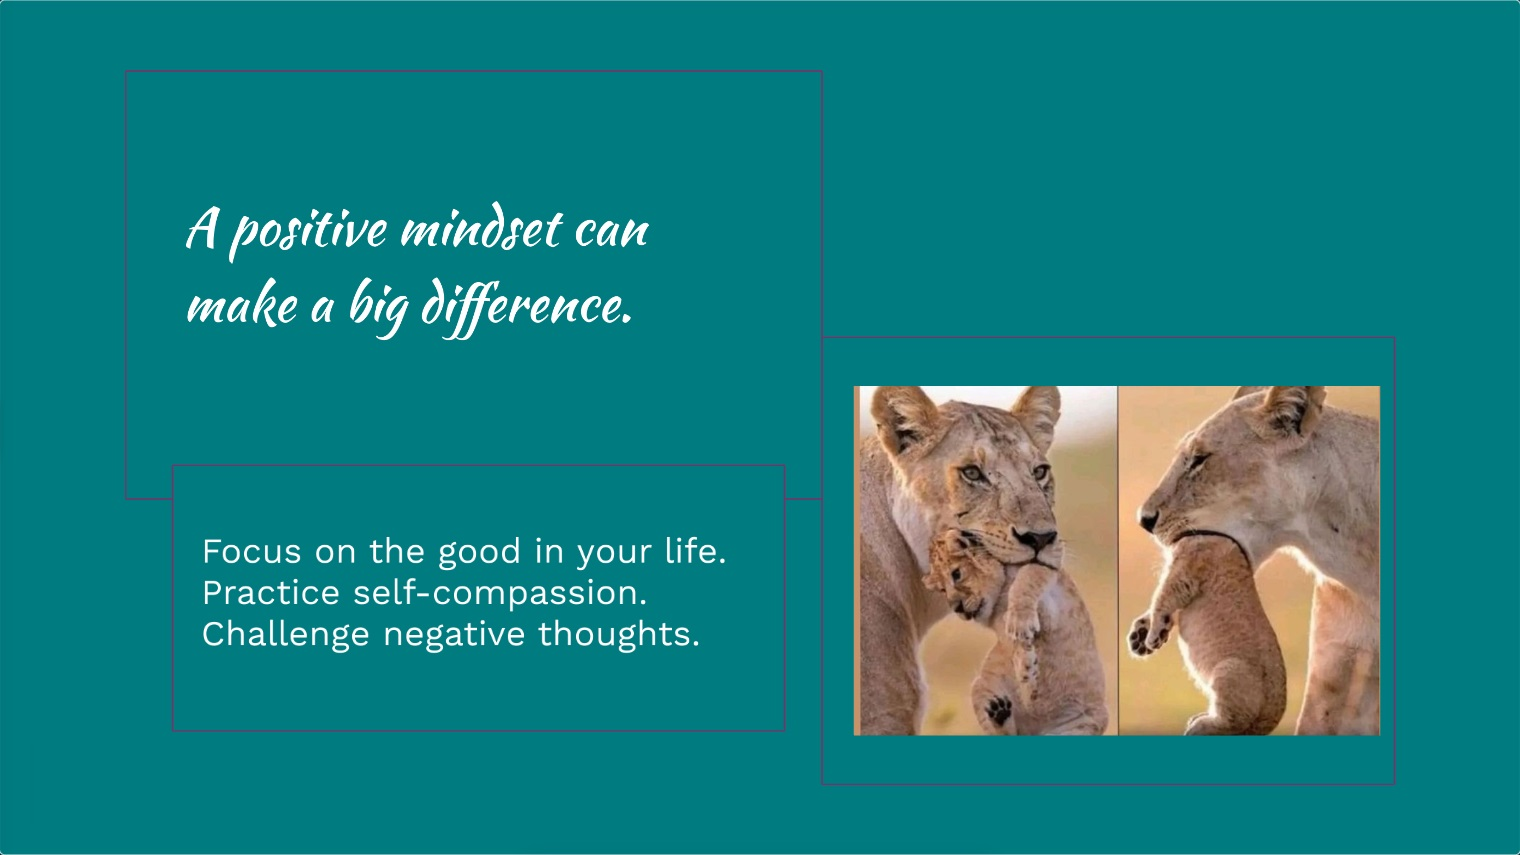 A positive mindset can
make a big difference.
Focus on the good in your life.
Practice self-compassion.
Challenge negative thoughts.